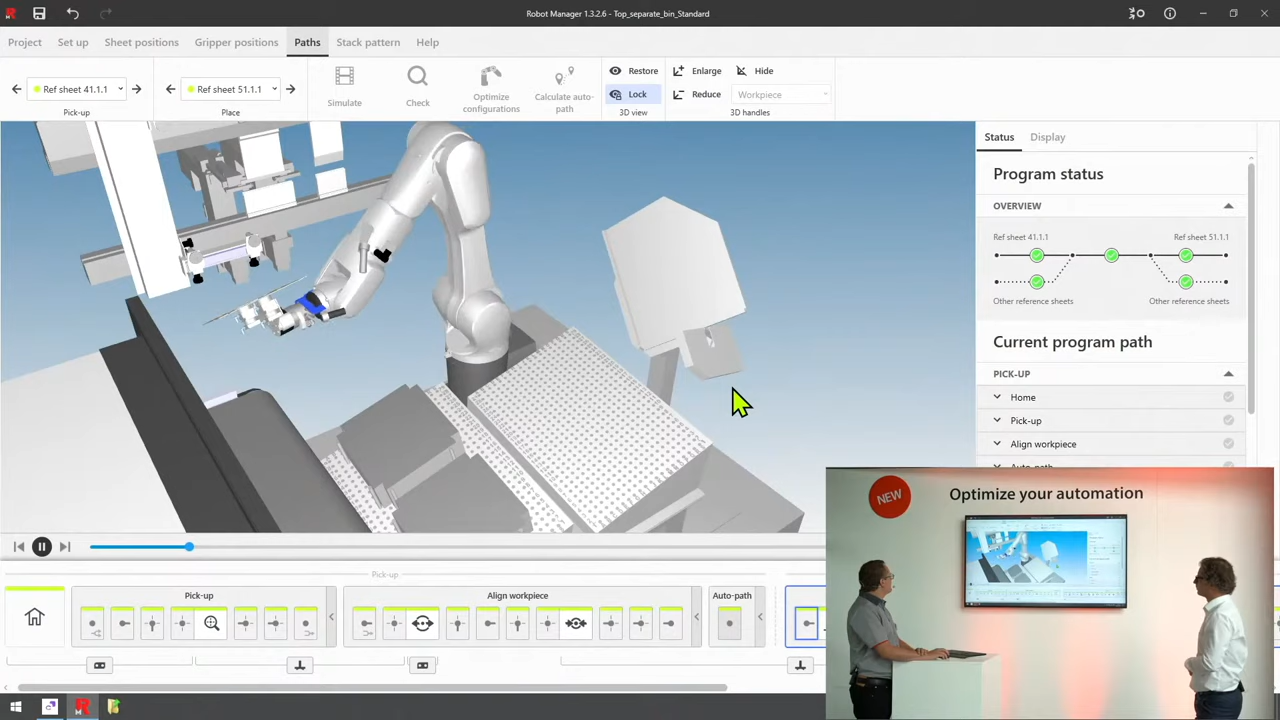 Robot Manager 1.3.2.6 - Top_separate_bin_Standard
Project Set up Sheet positions Gripper positions Paths Stack pattern Help
Ref sheet 41.1.1
Pick-up
Ref sheet 51.1.1
Place
Simulate
Check
Optimize configurations
Calculate auto-path
Restore
Lock
3D view
Enlarge
Reduce
Hide
Workpiece
3D handles
Status Display
Program status
OVERVIEW
Ref sheet 41.1.1 Ref sheet 51.1.1
Other reference sheets Other reference sheets
Current program path
PICK-UP
Home
Pick-up
Align workpiece
Auto-path
Pick-up
Pick-up Align workpiece Auto-path
NEW
Optimize your automation